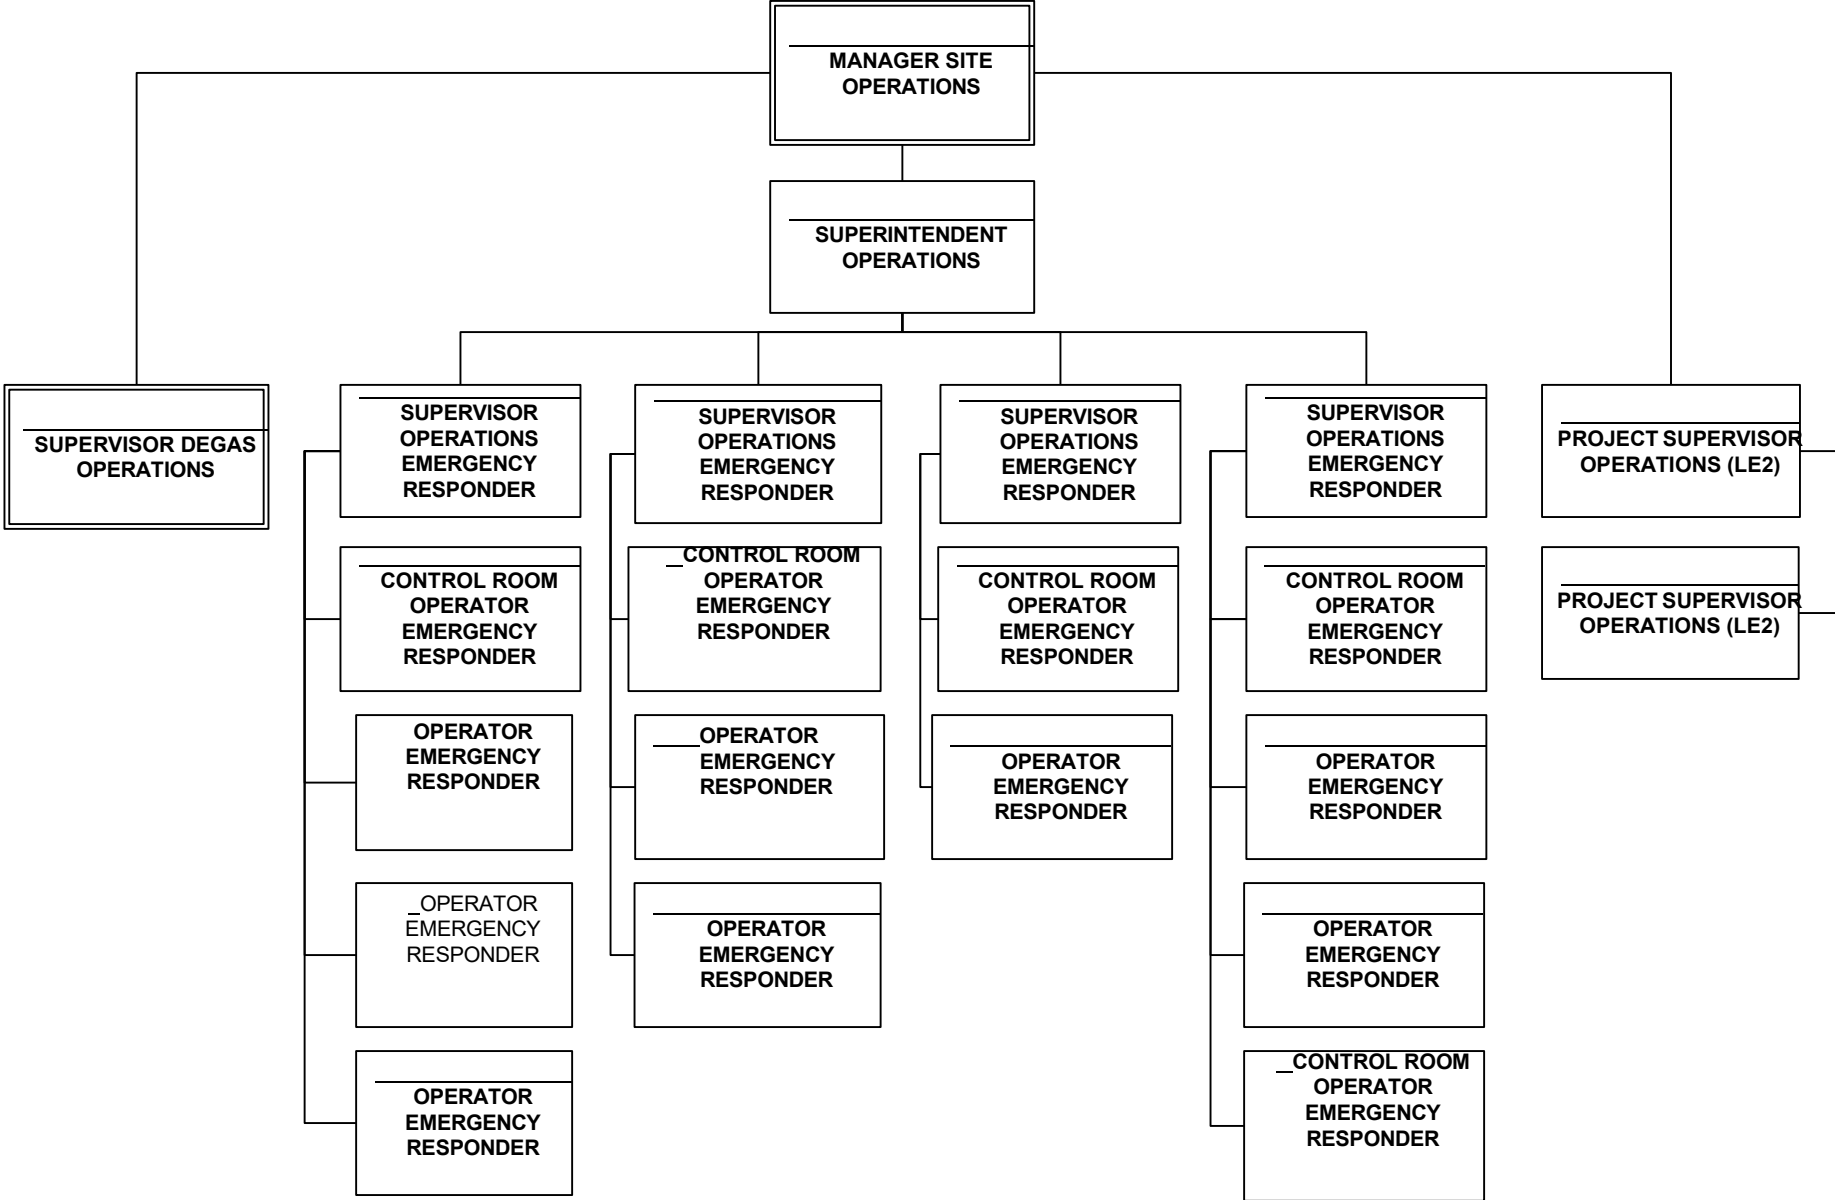 MANAGER SITE
OPERATIONS
SUPERINTENDENT
OPERATIONS
SUPERVISOR DEGAS
OPERATIONS
SUPERVISOR
OPERATIONS
EMERGENCY
RESPONDER
SUPERVISOR
OPERATIONS
EMERGENCY
RESPONDER
SUPERVISOR
OPERATIONS
EMERGENCY
RESPONDER
SUPERVISOR
OPERATIONS
EMERGENCY
RESPONDER
PROJECT SUPERVISOR
OPERATIONS (LE2)
CONTROL ROOM
OPERATOR
EMERGENCY
RESPONDER
_CONTROL ROOM
OPERATOR
EMERGENCY
RESPONDER
CONTROL ROOM
OPERATOR
EMERGENCY
RESPONDER
CONTROL ROOM
OPERATOR
EMERGENCY
RESPONDER
PROJECT SUPERVISOR
OPERATIONS (LE2)
OPERATOR
EMERGENCY
RESPONDER
___OPERATOR
EMERGENCY
RESPONDER
OPERATOR
EMERGENCY
RESPONDER
OPERATOR
EMERGENCY
RESPONDER
_OPERATOR
EMERGENCY
RESPONDER
OPERATOR
EMERGENCY
RESPONDER
OPERATOR
EMERGENCY
RESPONDER
OPERATOR
EMERGENCY
RESPONDER
_CONTROL ROOM
OPERATOR
EMERGENCY
RESPONDER